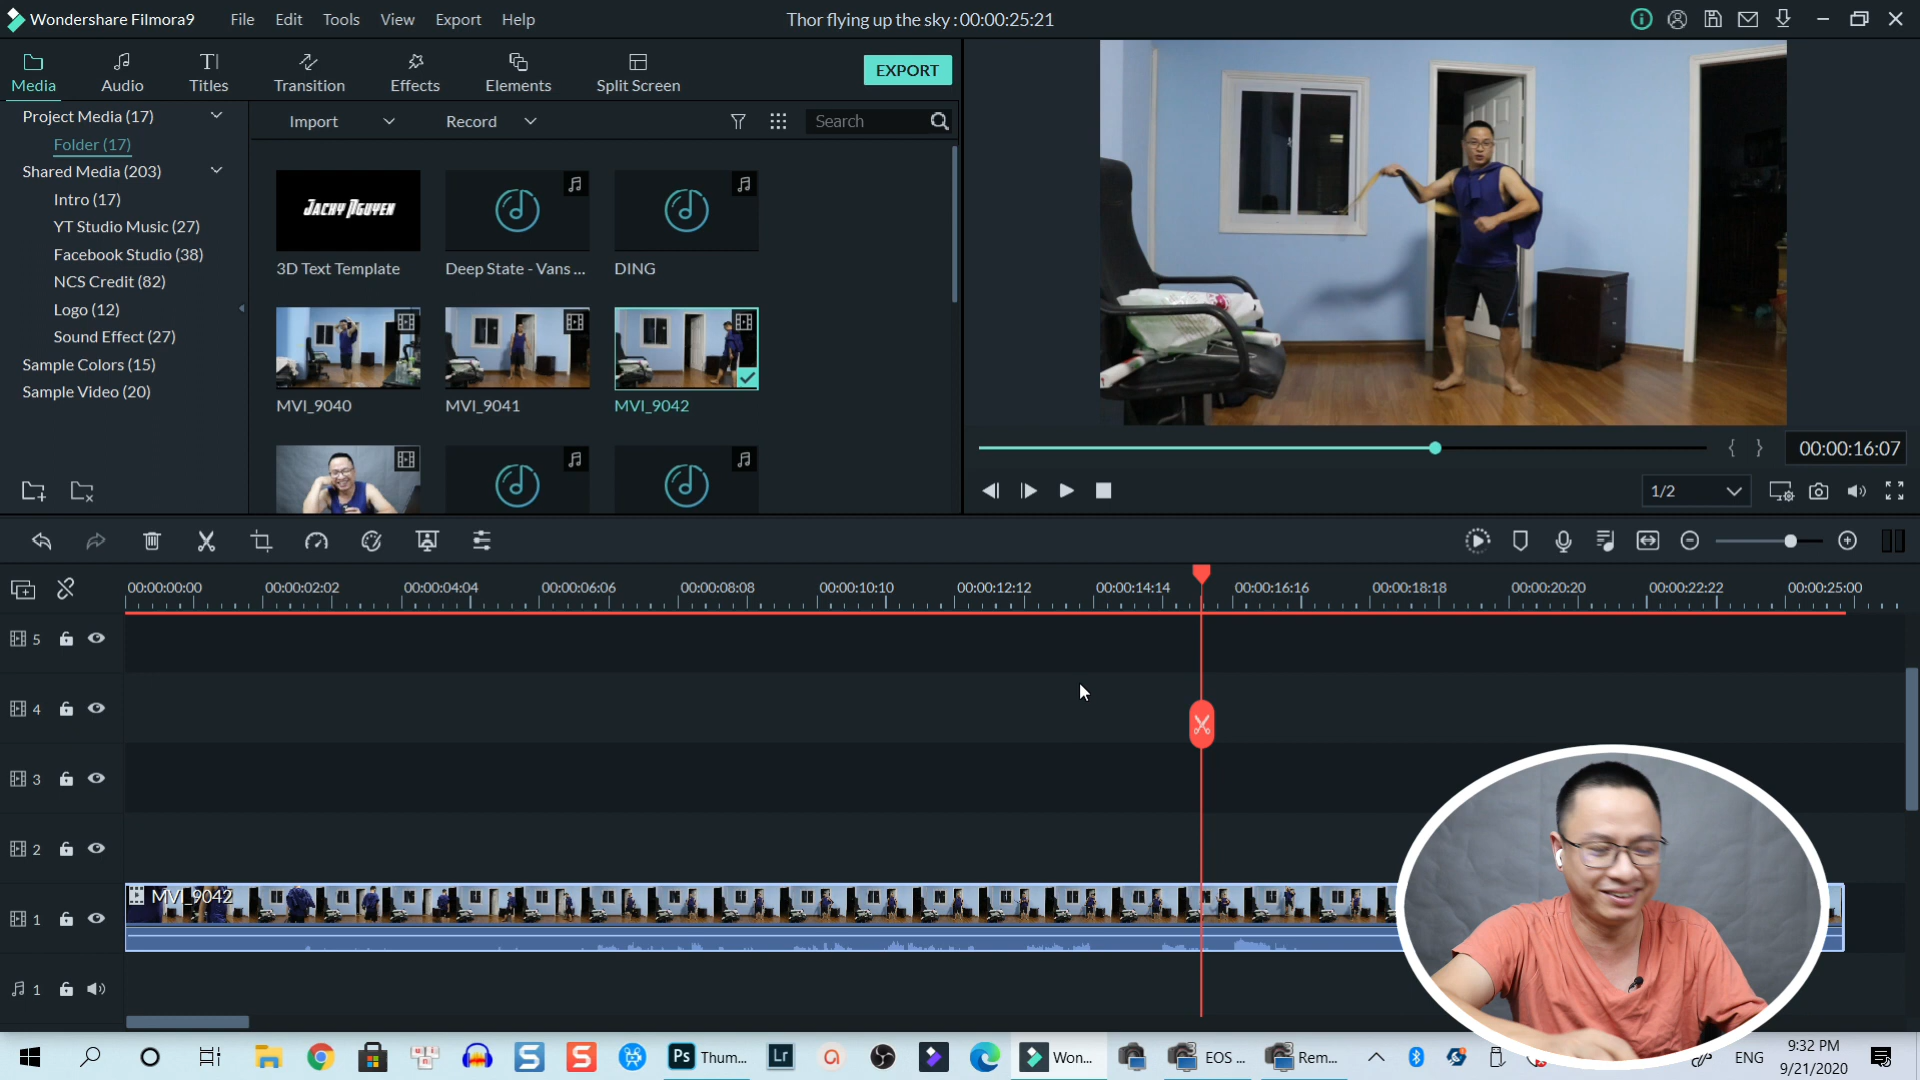 Wondershare Filmora9
File Edit Tools View Export Help
Thor flying up the sky : 00:00:25:21
Media Audio Titles Transition Effects Elements Split Screen
EXPORT
Project Media (17)
Folder (17)
Shared Media (203)
Intro (17)
YT Studio Music (27)
Facebook Studio (38)
NCS Credit (82)
Logo (12)
Sound Effect (27)
Sample Colors (15)
Sample Video (20)
Import Record Search
JACKY NGUYEN
3D Text Template Deep State - Vans ... DING
MVI_9040 MVI_9041 MVI_9042
00:00:16:07
1/2
00:00:00:00 00:00:02:02 00:00:04:04 00:00:06:06 00:00:08:08 00:00:10:10 00:00:12:12 00:00:14:14 00:00:16:16 00:00:18:18 00:00:20:20 00:00:22:22 00:00:25:00
5
4
3
2
MVI_9042
1
1
Ps Thum... Lr Won... EOS ... Rem... ENG
9:32 PM
9/21/2020